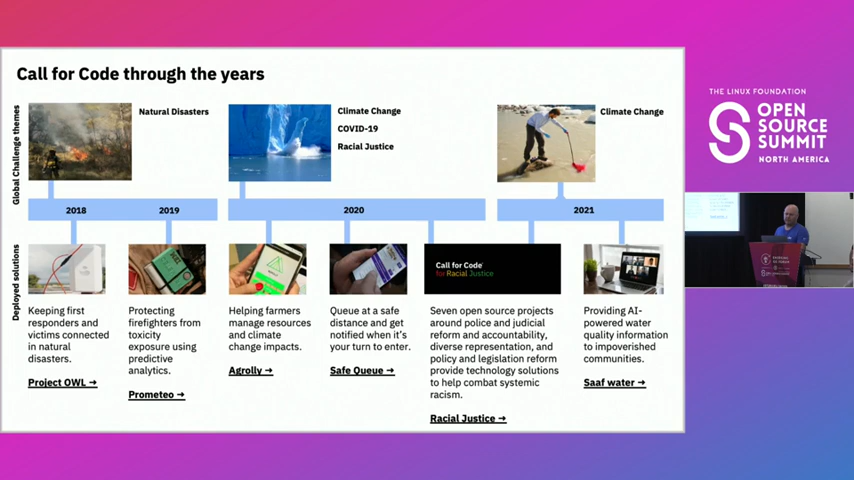 Call for Code through the years
Global Challenge themes
Natural Disasters
Climate Change
COVID-19
Racial Justice
Climate Change
2018
2019
2020
2021
Deployed solutions
Call for Code
for Racial Justice
Keeping first
responders and
victims connected
in natural
disasters.
Project OWL →
Protecting
firefighters from
toxicity
exposure using
predictive
analytics.
Prometeo →
Helping farmers
manage resources
and climate
change impacts.
Agrolly →
Queue at a safe
distance and get
notified when it's
your turn to enter.
Safe Queue →
Seven open source projects
around police and judicial
reform and accountability,
diverse representation, and
policy and legislation reform
provide technology solutions
to help combat systemic
racism.
Racial Justice →
Providing AI-
powered water
quality information
to impoverished
communities.
Saaf water →
THE LINUX FOUNDATION
OPEN
SOURCE
SUMMIT
NORTH AMERICA